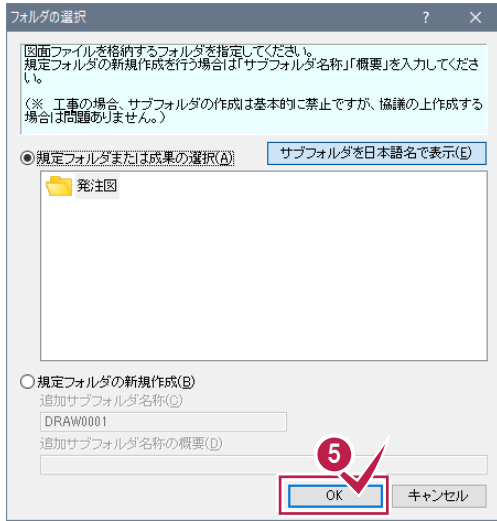 フォルダの選択
図面ファイルを格納するフォルダを指定してください。
規定フォルダの新規作成を行う場合は「サブフォルダ名称」「概要」を入力してくださ
い。
(※ 工事の場合、サブフォルダの作成は基本的に禁止ですが、協議の上作成する
場合は問題ありません。)
規定フォルダまたは成果の選択(A)
サブフォルダを日本語名で表示(E)
発注図
規定フォルダの新規作成(B)
追加サブフォルダ名称(C)
DRAW0001
追加サブフォルダ名称の概要(D)
5
OK
キャンセル